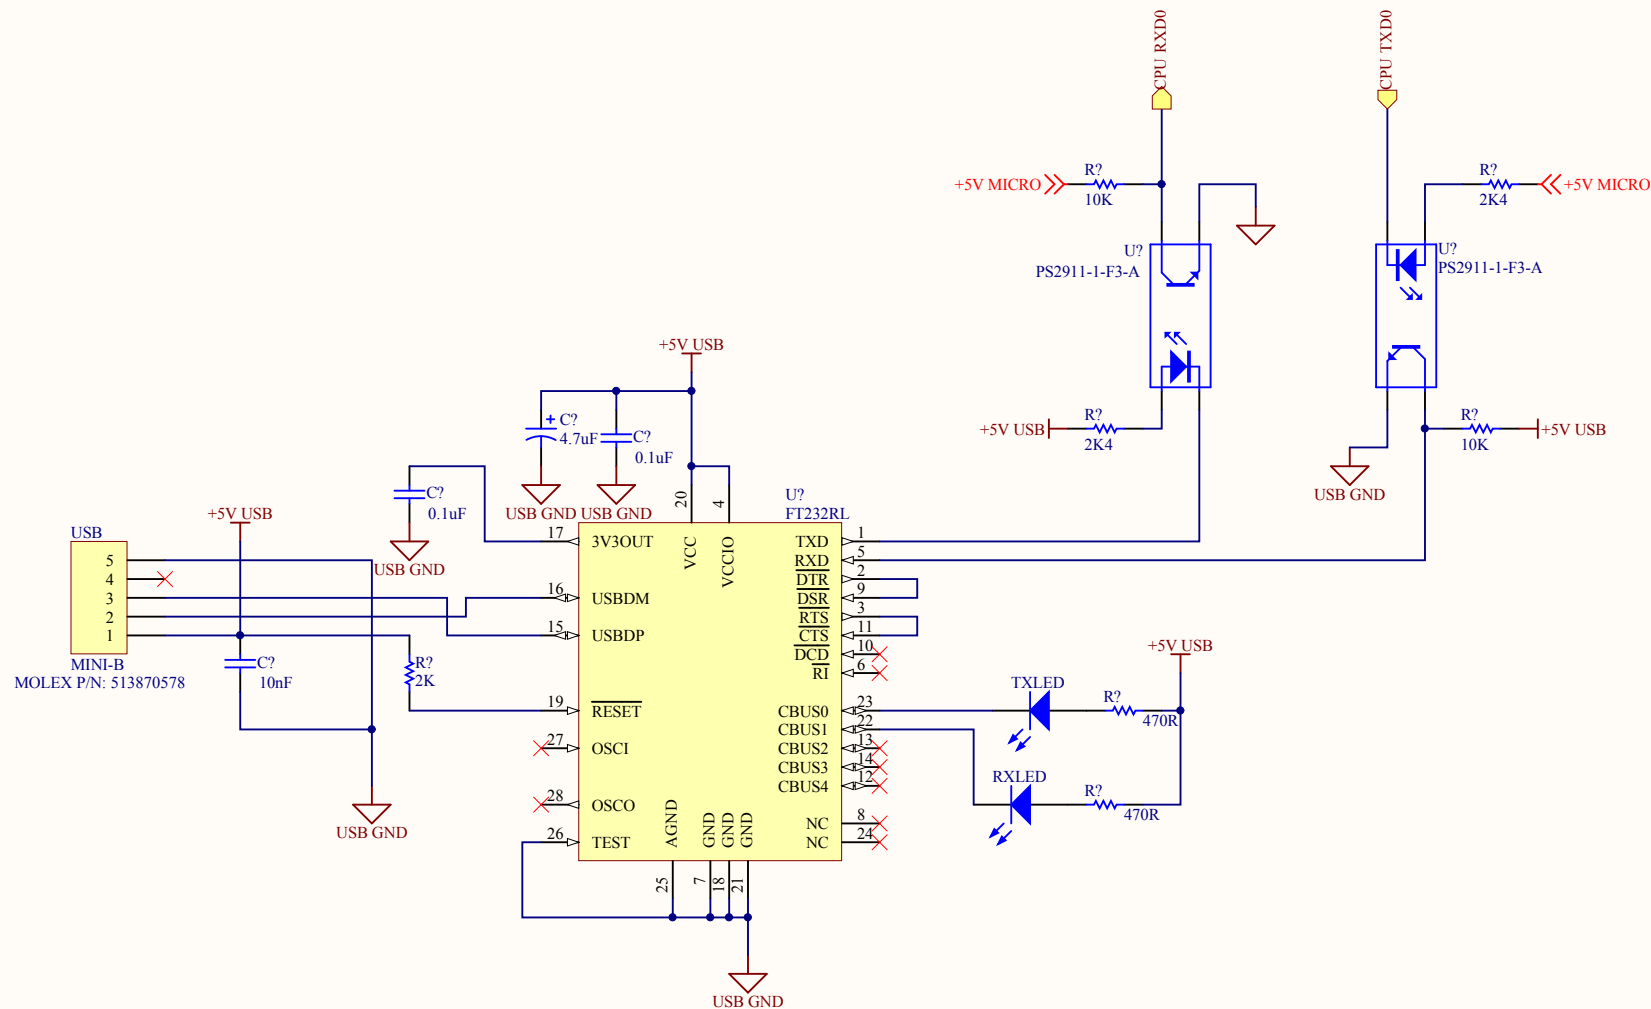 CPU RXD0
CPU TXD0
+5V MICRO
R?
10K
R?
2K4
+5V MICRO
U?
PS2911-1-F3-A
U?
PS2911-1-F3-A
+5V USB
R?
2K4
R?
10K
+5V USB
USB GND
+5V USB
+
C?
4.7uF
C?
0.1uF
USB GND
USB GND
C?
0.1uF
USB GND
+5V USB
USB
5
4
3
2
1
MINI-B
MOLEX P/N: 513870578
C?
10nF
R?
2K
USB GND
U?
FT232RL
20
4
VCC
VCCIO
17
3V3OUT
16
USBDM
15
USBDP
19
RESET
27
OSCI
28
OSCO
26
TEST
TXD
1
RXD
5
DTR
2
DSR
9
RTS
3
CTS
11
DCD
10
RI
6
CBUS0
23
CBUS1
22
CBUS2
13
CBUS3
14
CBUS4
12
NC
8
NC
24
AGND
GND
GND
GND
25
7
18
21
USB GND
+5V USB
TXLED
R?
470R
RXLED
R?
470R